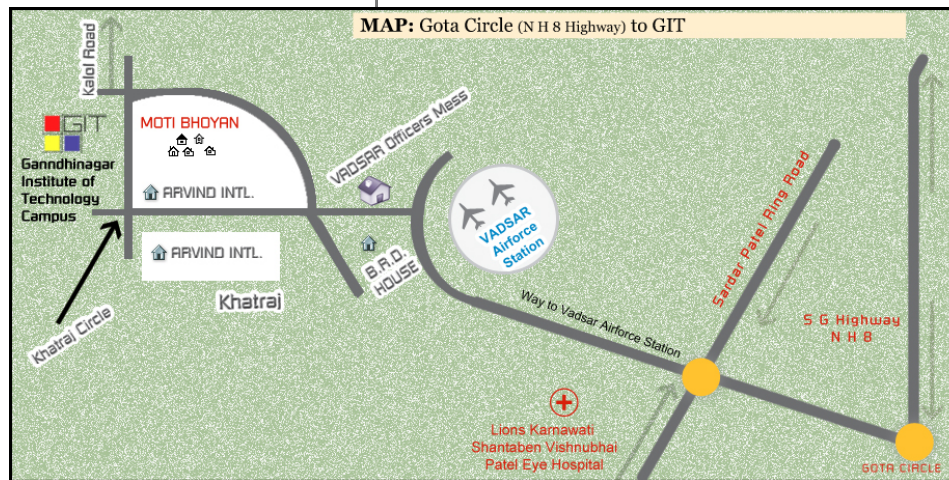 MAP: Gota Circle (N H 8 Highway) to GIT
Kalol Road
GIT
Ganndhinagar
Institute of
Technology
Campus
MOTI BHOYAN
ARVIND INTL.
ARVIND INTL.
Khatraj
Khatraj Circle
VADSAR Officers Mess
B.R.D.
HOUSE
VADSAR
Airforce
Station
Way to Vadsar Airforce Station
Sardar Patel Ring Road
S G Highway
N H 8
Lions Karnawati
Shantaben Vishnubhai
Patel Eye Hospital
GOTA CIRCLE